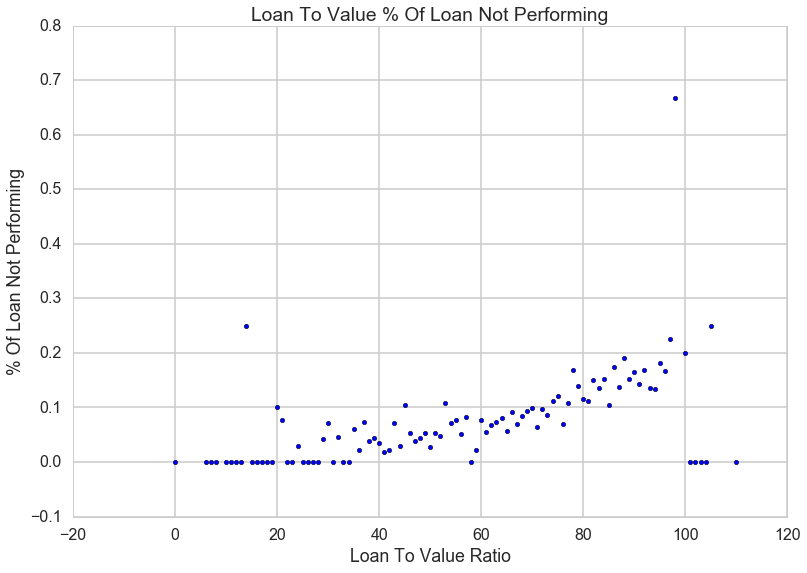 Loan To Value % Of Loan Not Performing
0.8
0.7
0.6
0.5
0.4
0.3
0.2
0.1
0.0
−0.1
% Of Loan Not Performing
−20 0 20 40 60 80 100 120
Loan To Value Ratio